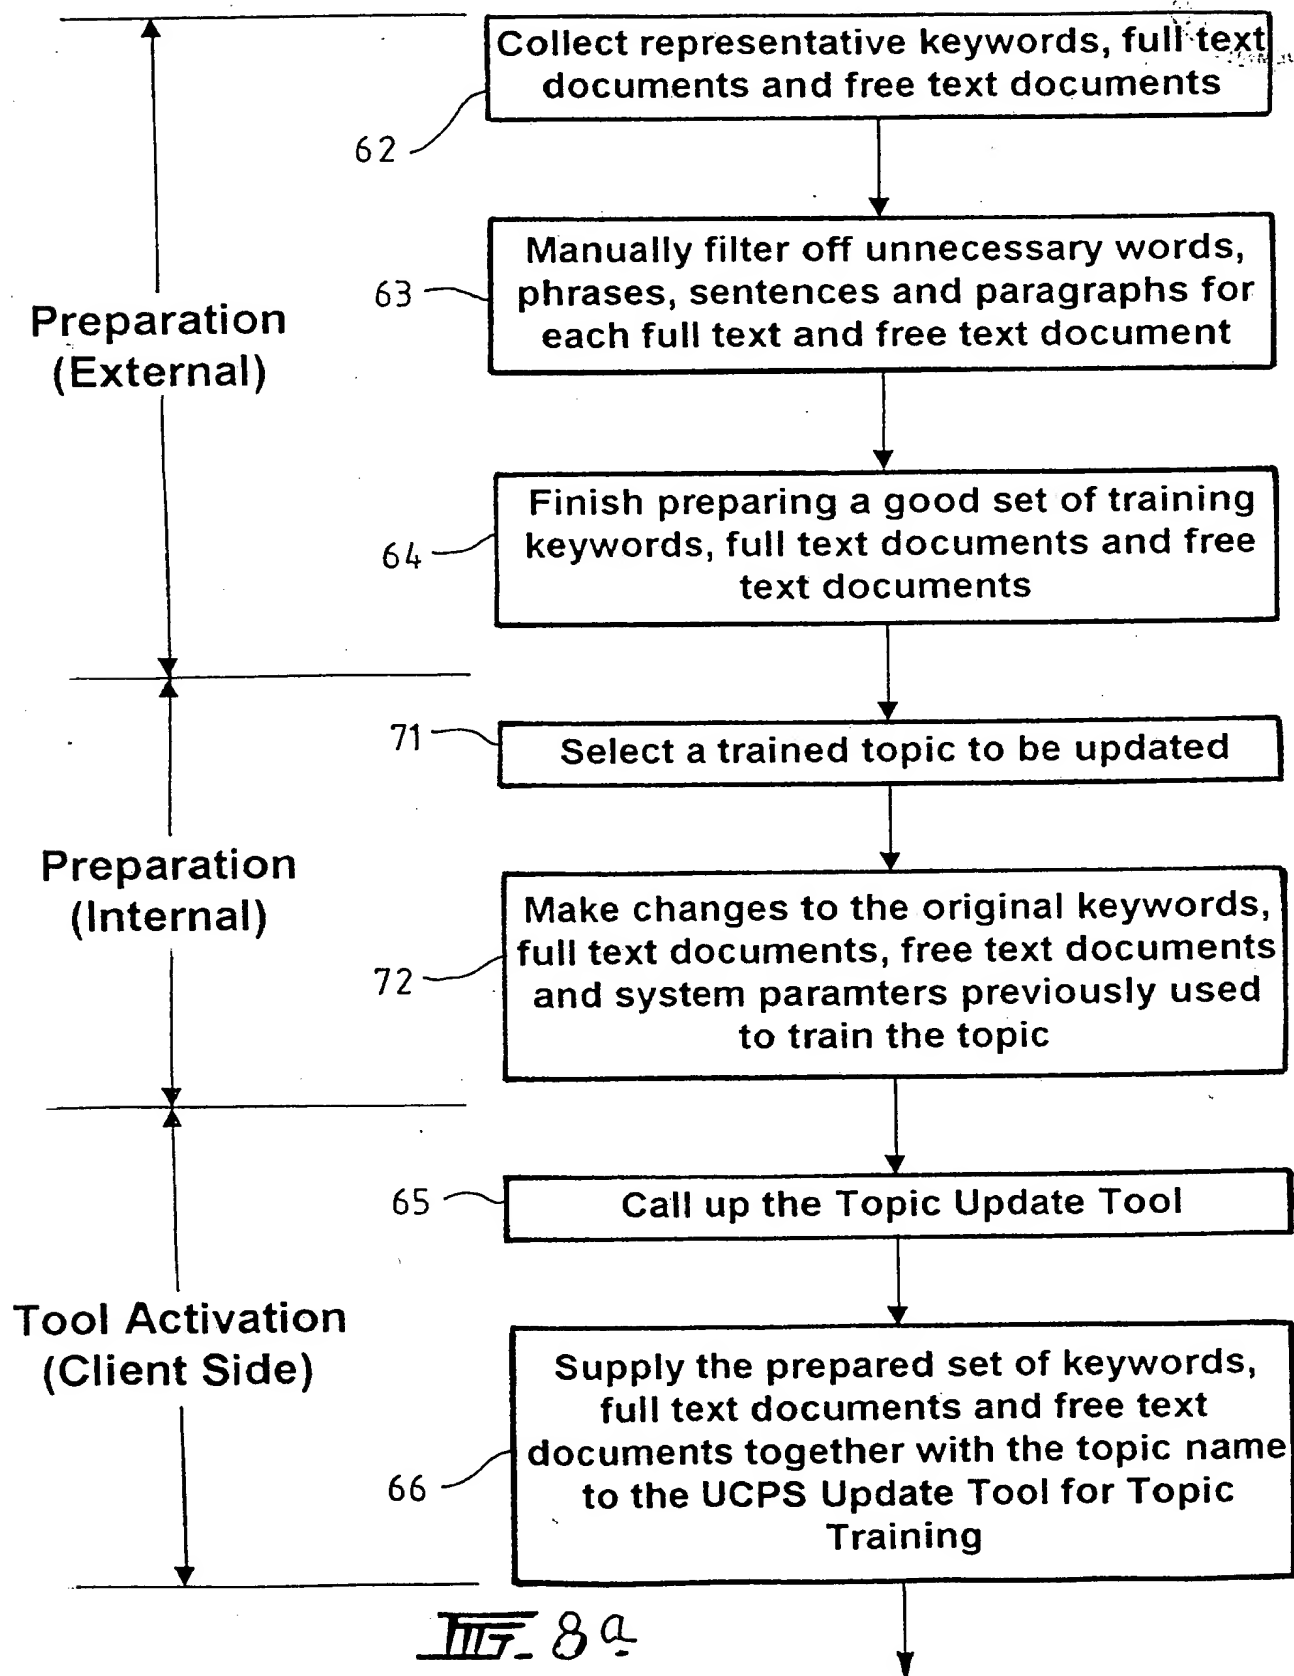 Collect representative keywords, full text
documents and free text documents
62
Manually filter off unnecessary words,
phrases, sentences and paragraphs for
each full text and free text document
63
Preparation
(External)
Finish preparing a good set of training
keywords, full text documents and free
text documents
64
71
Select a trained topic to be updated
Preparation
(Internal)
Make changes to the original keywords,
full text documents, free text documents
and system paramters previously used
to train the topic
72
65
Call up the Topic Update Tool
Tool Activation
(Client Side)
Supply the prepared set of keywords,
full text documents and free text
documents together with the topic name
to the UCPS Update Tool for Topic
Training
66
FIG. 8a